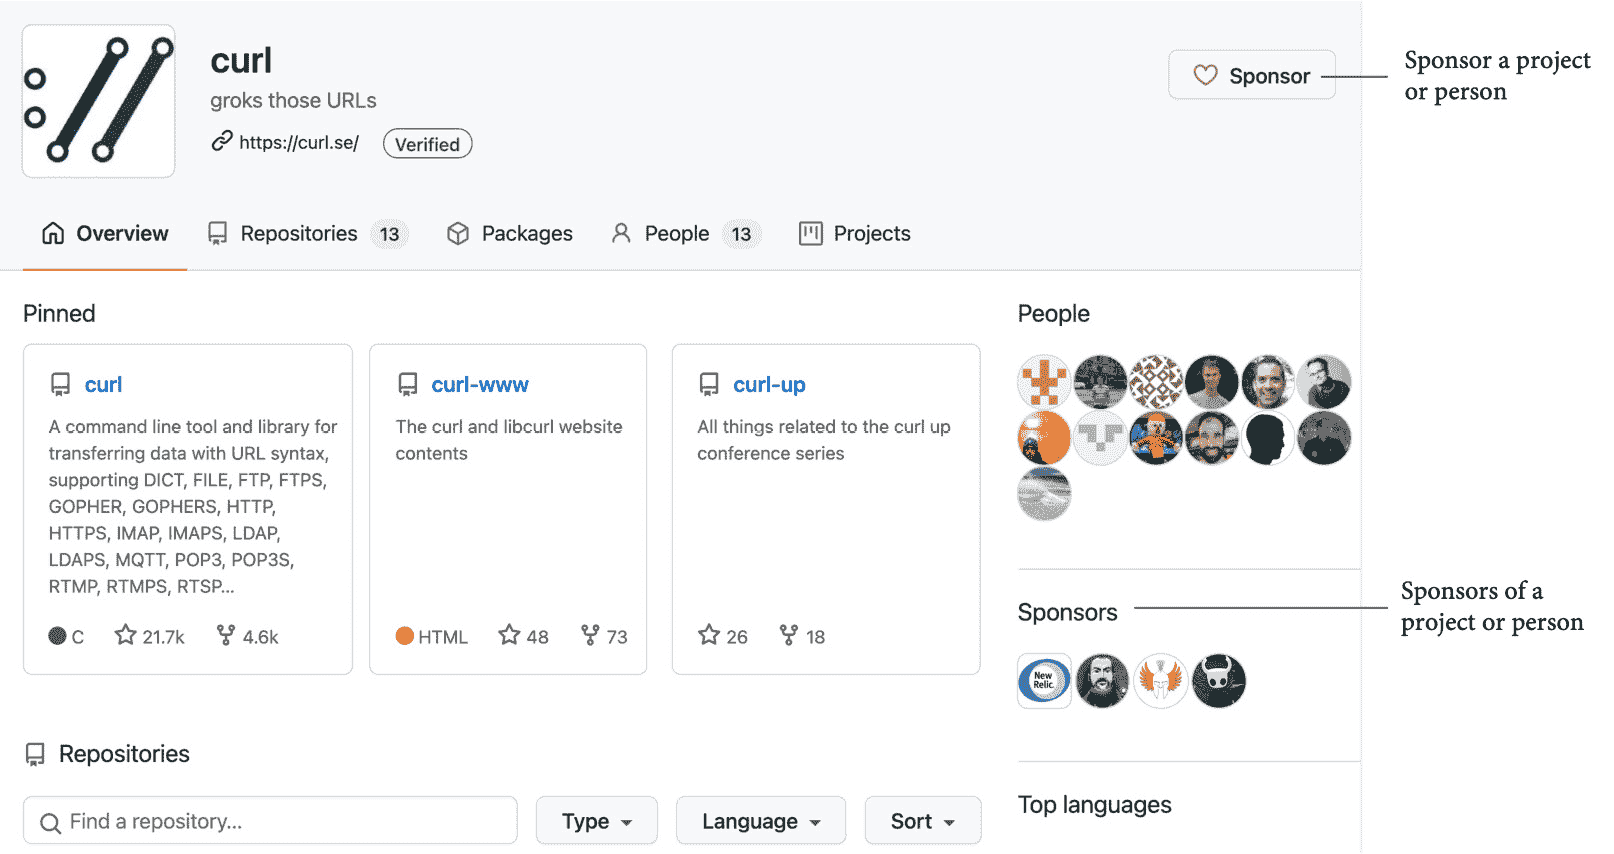 curl
groks those URLs
https://curl.se/ Verified
Sponsor
Sponsor a project
or person
Overview Repositories 13 Packages People 13 Projects
Pinned
curl
A command line tool and library for
transferring data with URL syntax,
supporting DICT, FILE, FTP, FTPS,
GOPHER, GOPHERS, HTTP,
HTTPS, IMAP, IMAPS, LDAP,
LDAPS, MQTT, POP3, POP3S,
RTMP, RTMPS, RTSP...
C 21.7k 4.6k
curl-www
The curl and libcurl website
contents
HTML 48 73
curl-up
All things related to the curl up
conference series
26 18
People
Sponsors
Sponsors of a
project or person
New
Relic.
Repositories
Find a repository...
Type Language Sort
Top languages